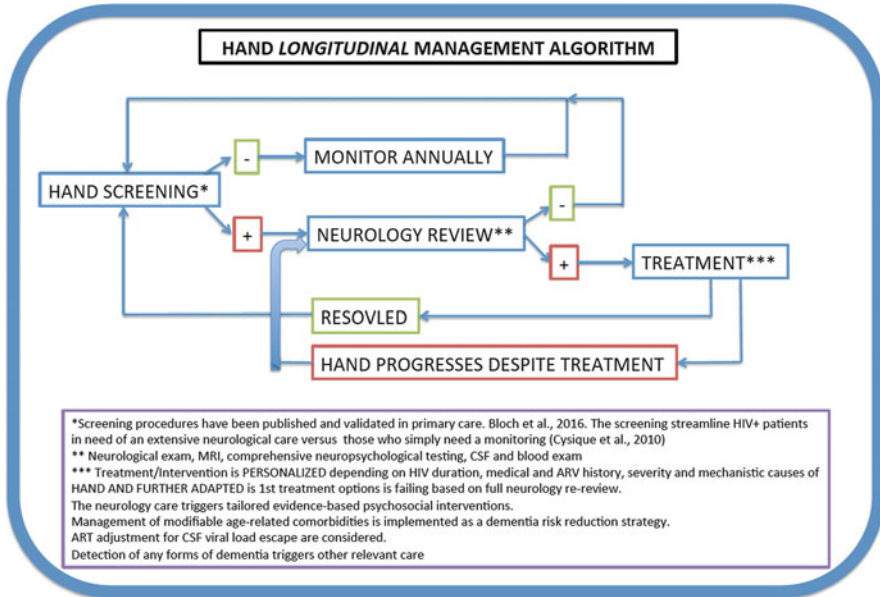 HAND LONGITUDINAL MANAGEMENT ALGORITHM
-
MONITOR ANNUALLY
HAND SCREENING*
+
NEUROLOGY REVIEW**
-
+
TREATMENT***
RESOVLED
HAND PROGRESSES DESPITE TREATMENT
*Screening procedures have been published and validated in primary care. Bloch et al., 2016. The screening streamline HIV+ patients
in need of an extensive neurological care versus those who simply need a monitoring (Cysique et al., 2010)
** Neurological exam, MRI, comprehensive neuropsychological testing, CSF and blood exam
*** Treatment/Intervention is PERSONALIZED depending on HIV duration, medical and ARV history, severity and mechanistic causes of
HAND AND FURTHER ADAPTED is 1st treatment options is failing based on full neurology re-review.
The neurology care triggers tailored evidence-based psychosocial interventions.
Management of modifiable age-related comorbidities is implemented as a dementia risk reduction strategy.
ART adjustment for CSF viral load escape are considered.
Detection of any forms of dementia triggers other relevant care